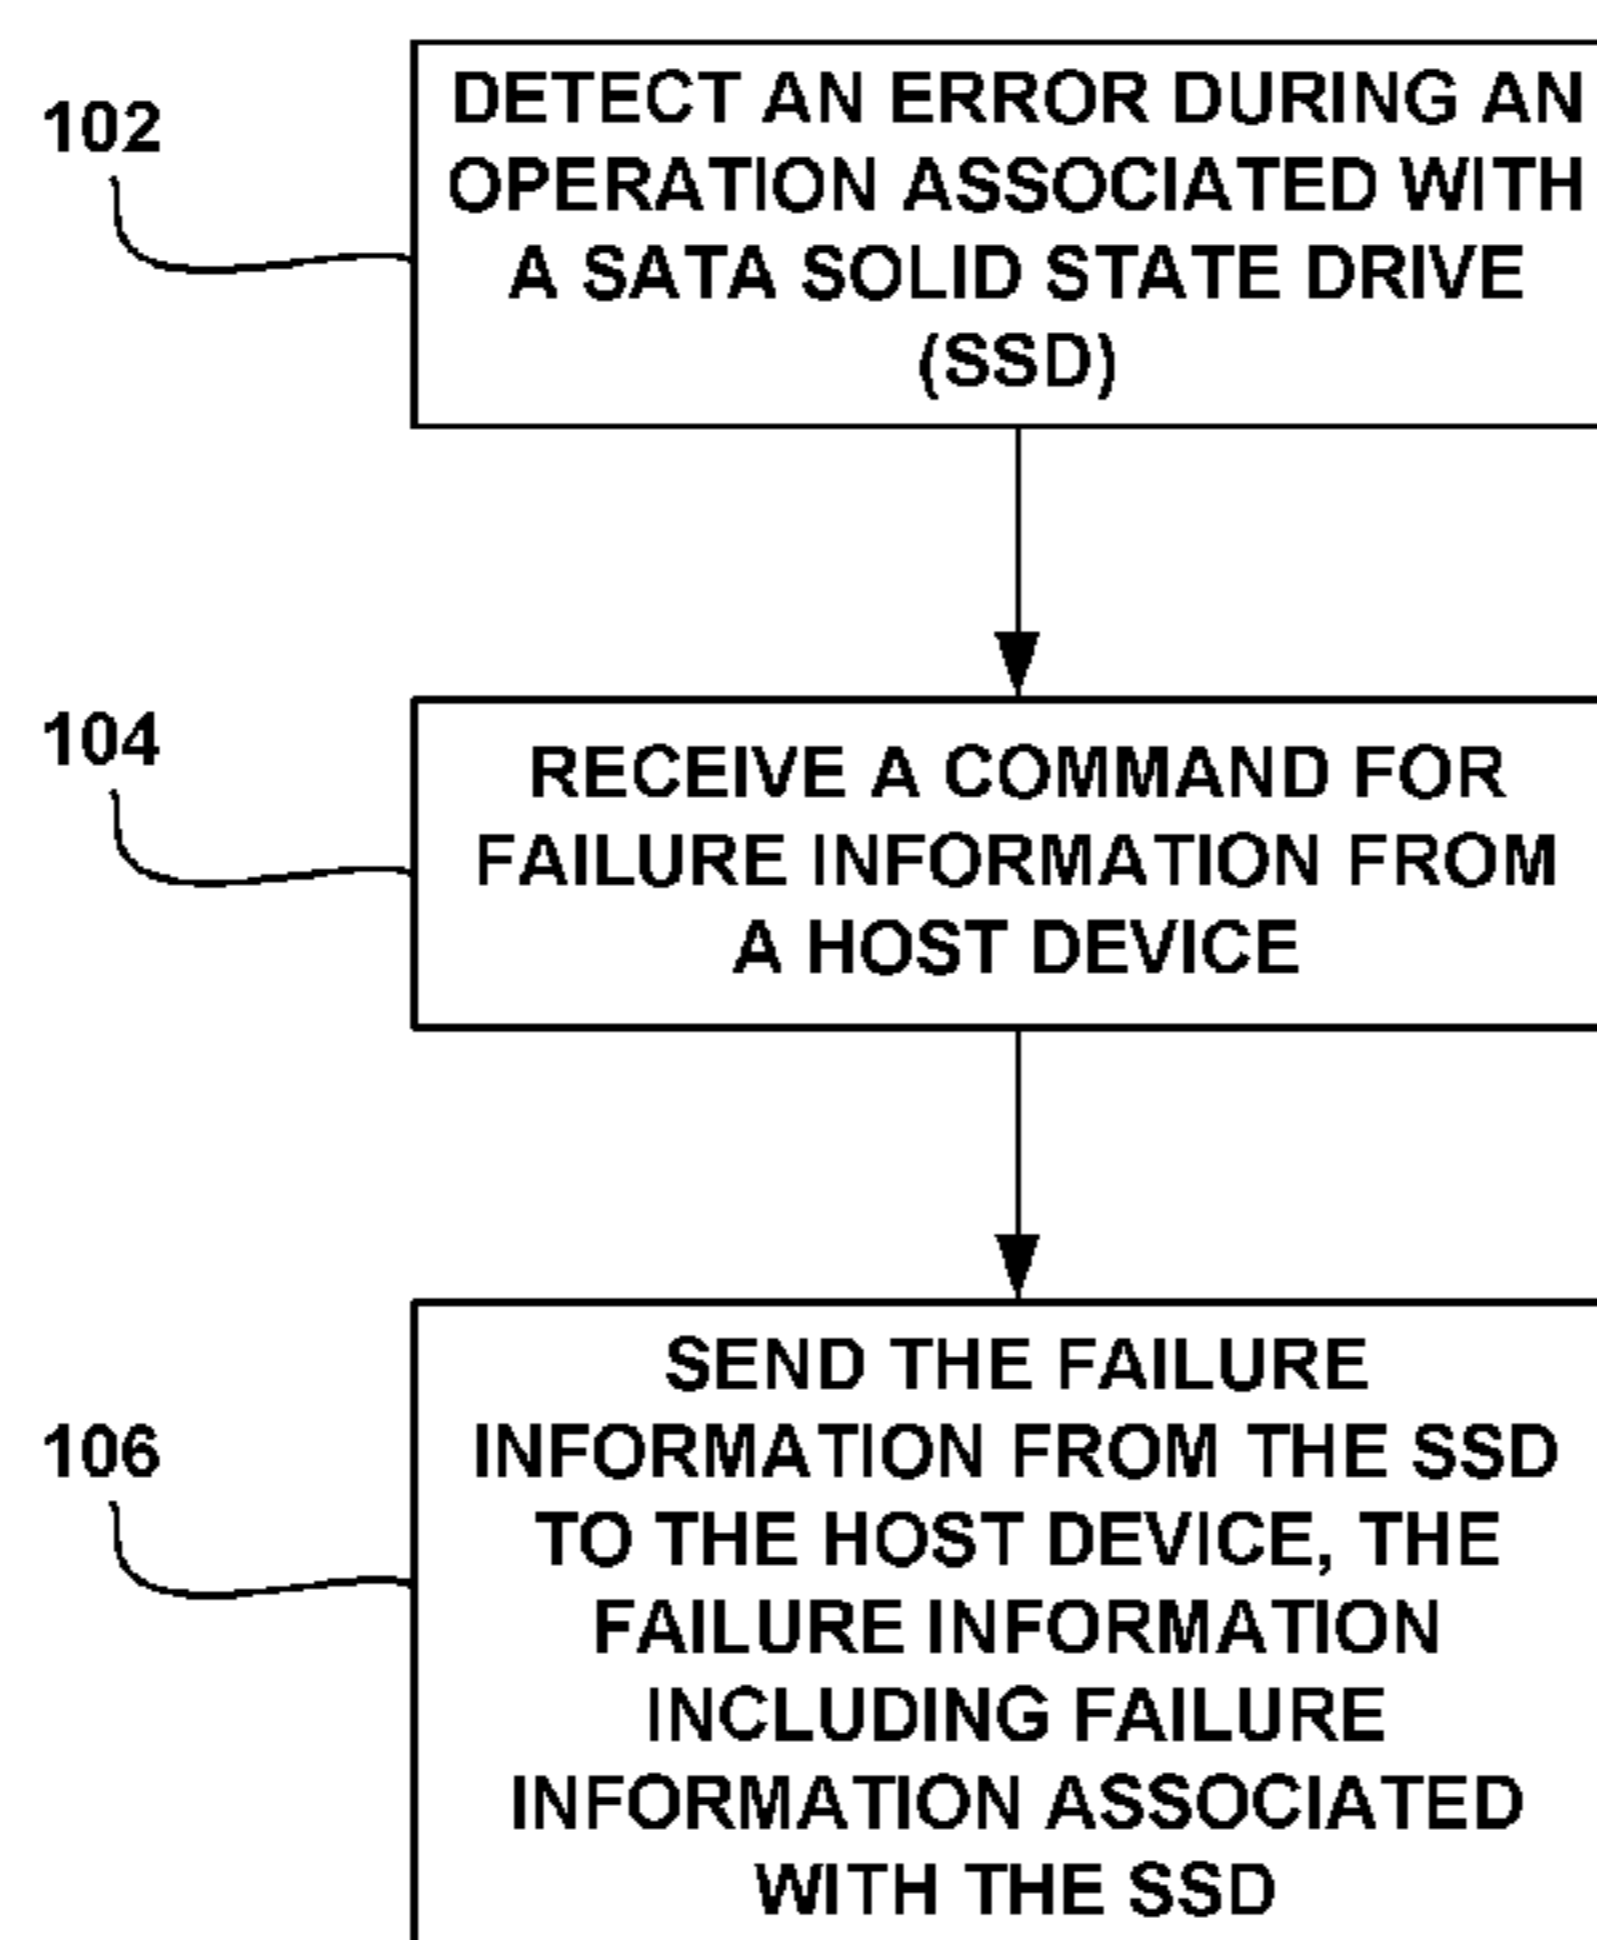 102
DETECT AN ERROR DURING AN
OPERATION ASSOCIATED WITH
A SATA SOLID STATE DRIVE
(SSD)
104
RECEIVE A COMMAND FOR
FAILURE INFORMATION FROM
A HOST DEVICE
106
SEND THE FAILURE
INFORMATION FROM THE SSD
TO THE HOST DEVICE, THE
FAILURE INFORMATION
INCLUDING FAILURE
INFORMATION ASSOCIATED
WITH THE SSD